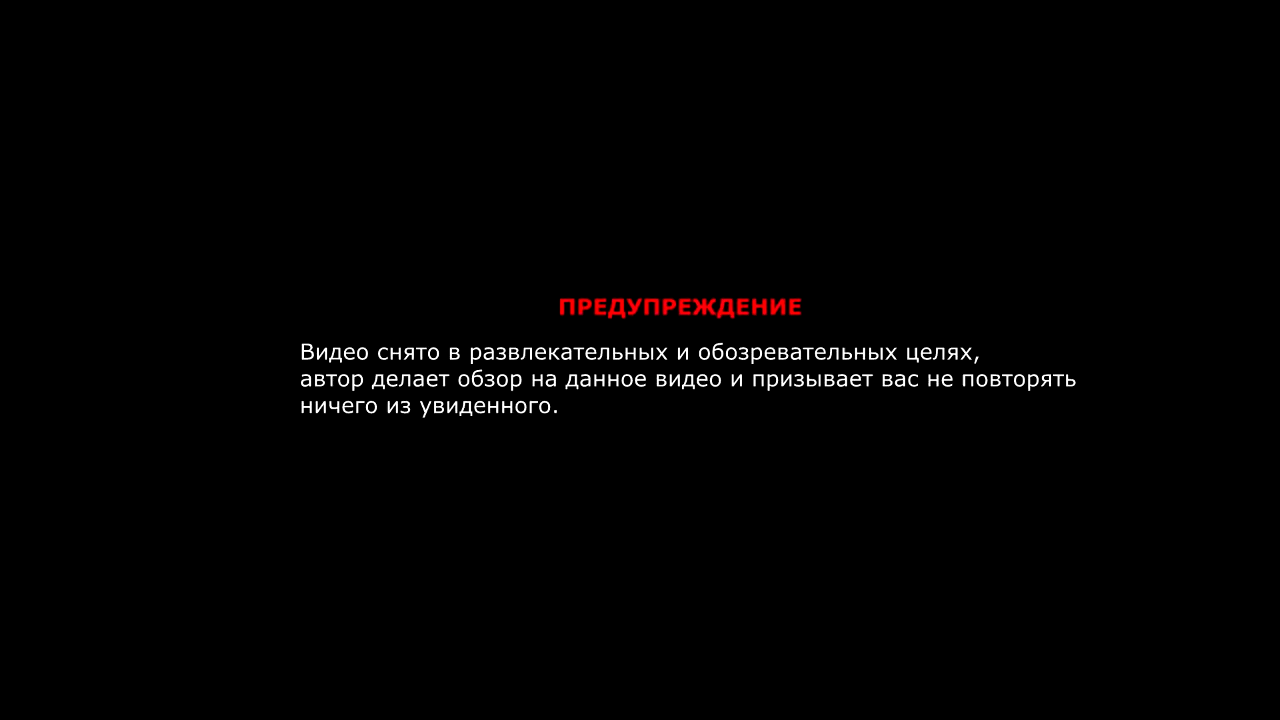 ПРЕДУПРЕЖДЕНИЕ
Видео снято в развлекательных и обозревательных целях,
автор делает обзор на данное видео и призывает вас не повторять
ничего из увиденного.